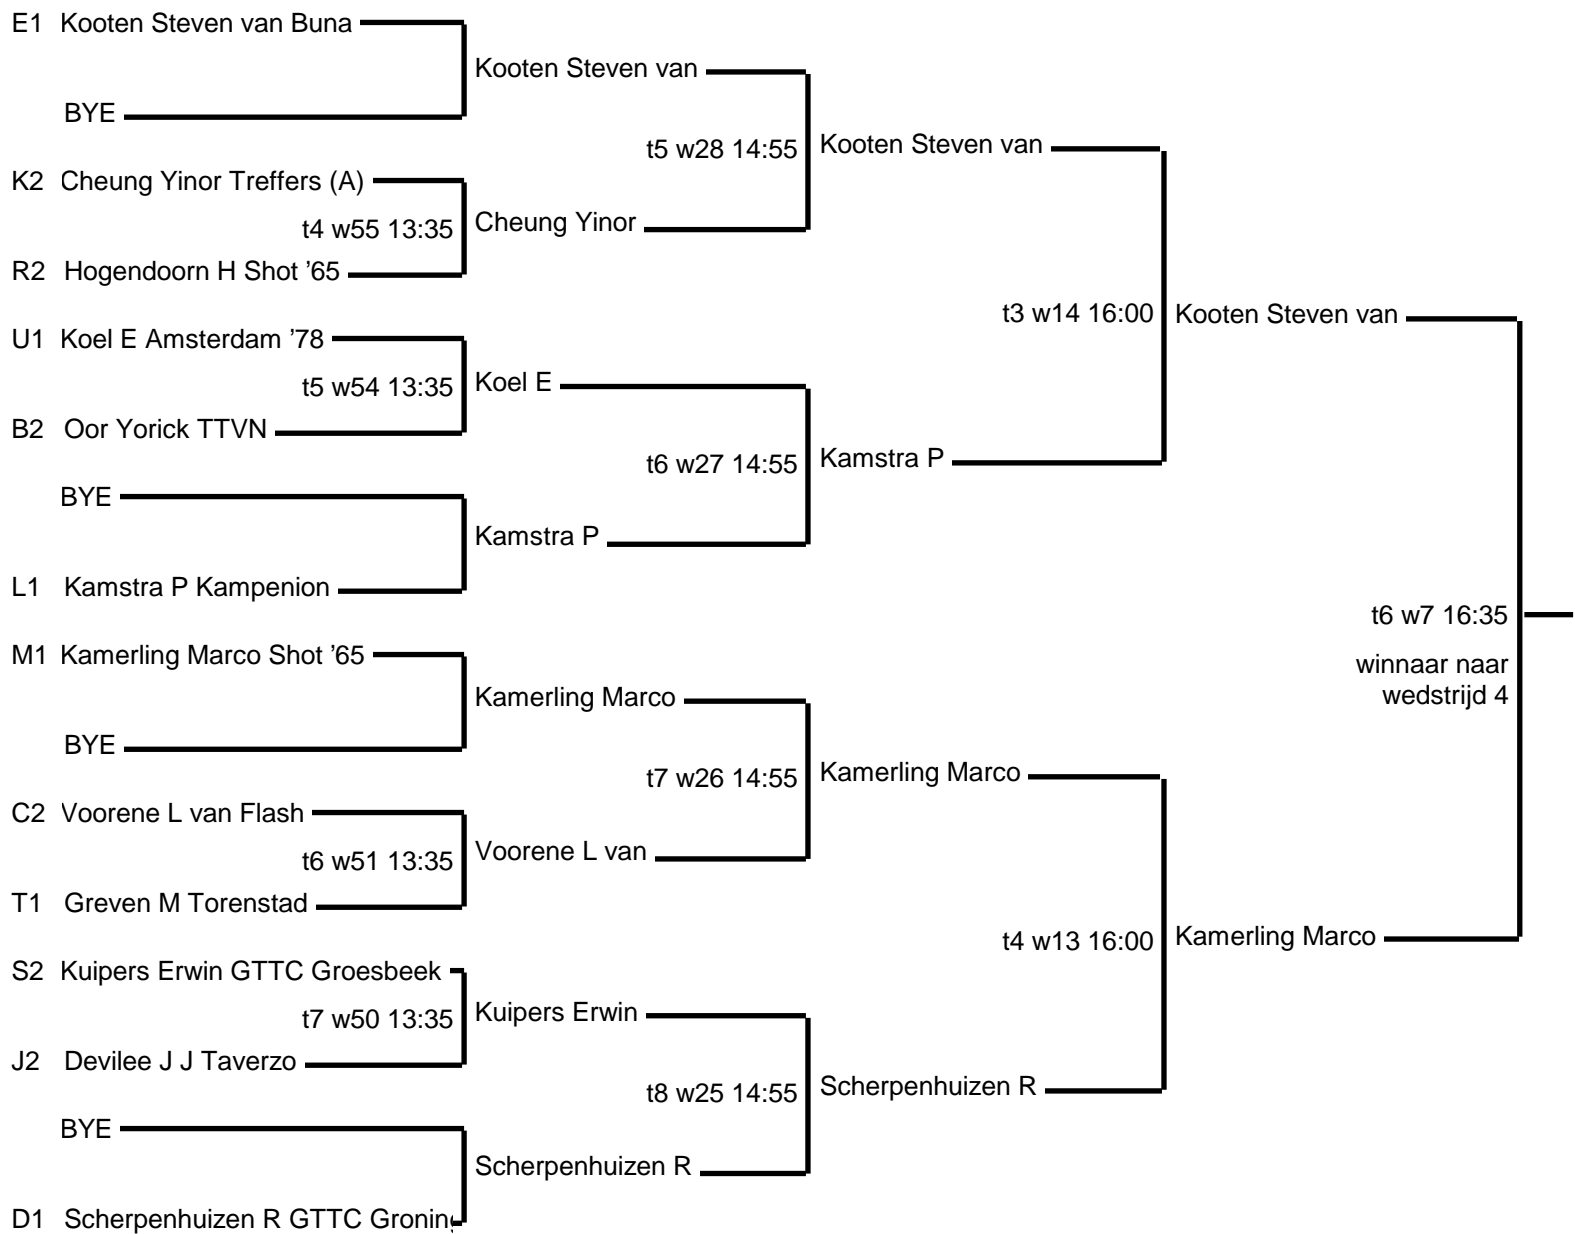 E1 Kooten Steven van Buna
Kooten Steven van
BYE
t5 w28 14:55
Kooten Steven van
K2 Cheung Yinor Treffers (A)
t4 w55 13:35
Cheung Yinor
R2 Hogendoorn H Shot ’65
t3 w14 16:00
Kooten Steven van
U1 Koel E Amsterdam ’78
t5 w54 13:35
Koel E
B2 Oor Yorick TTVN
t6 w27 14:55
Kamstra P
BYE
Kamstra P
L1 Kamstra P Kampenion
t6 w7 16:35
winnaar naar
wedstrijd 4
M1 Kamerling Marco Shot ’65
Kamerling Marco
BYE
t7 w26 14:55
Kamerling Marco
C2 Voorene L van Flash
t6 w51 13:35
Voorene L van
T1 Greven M Torenstad
t4 w13 16:00
Kamerling Marco
S2 Kuipers Erwin GTTC Groesbeek
t7 w50 13:35
Kuipers Erwin
J2 Devilee J J Taverzo
t8 w25 14:55
Scherpenhuizen R
BYE
Scherpenhuizen R
D1 Scherpenhuizen R GTTC Gronin